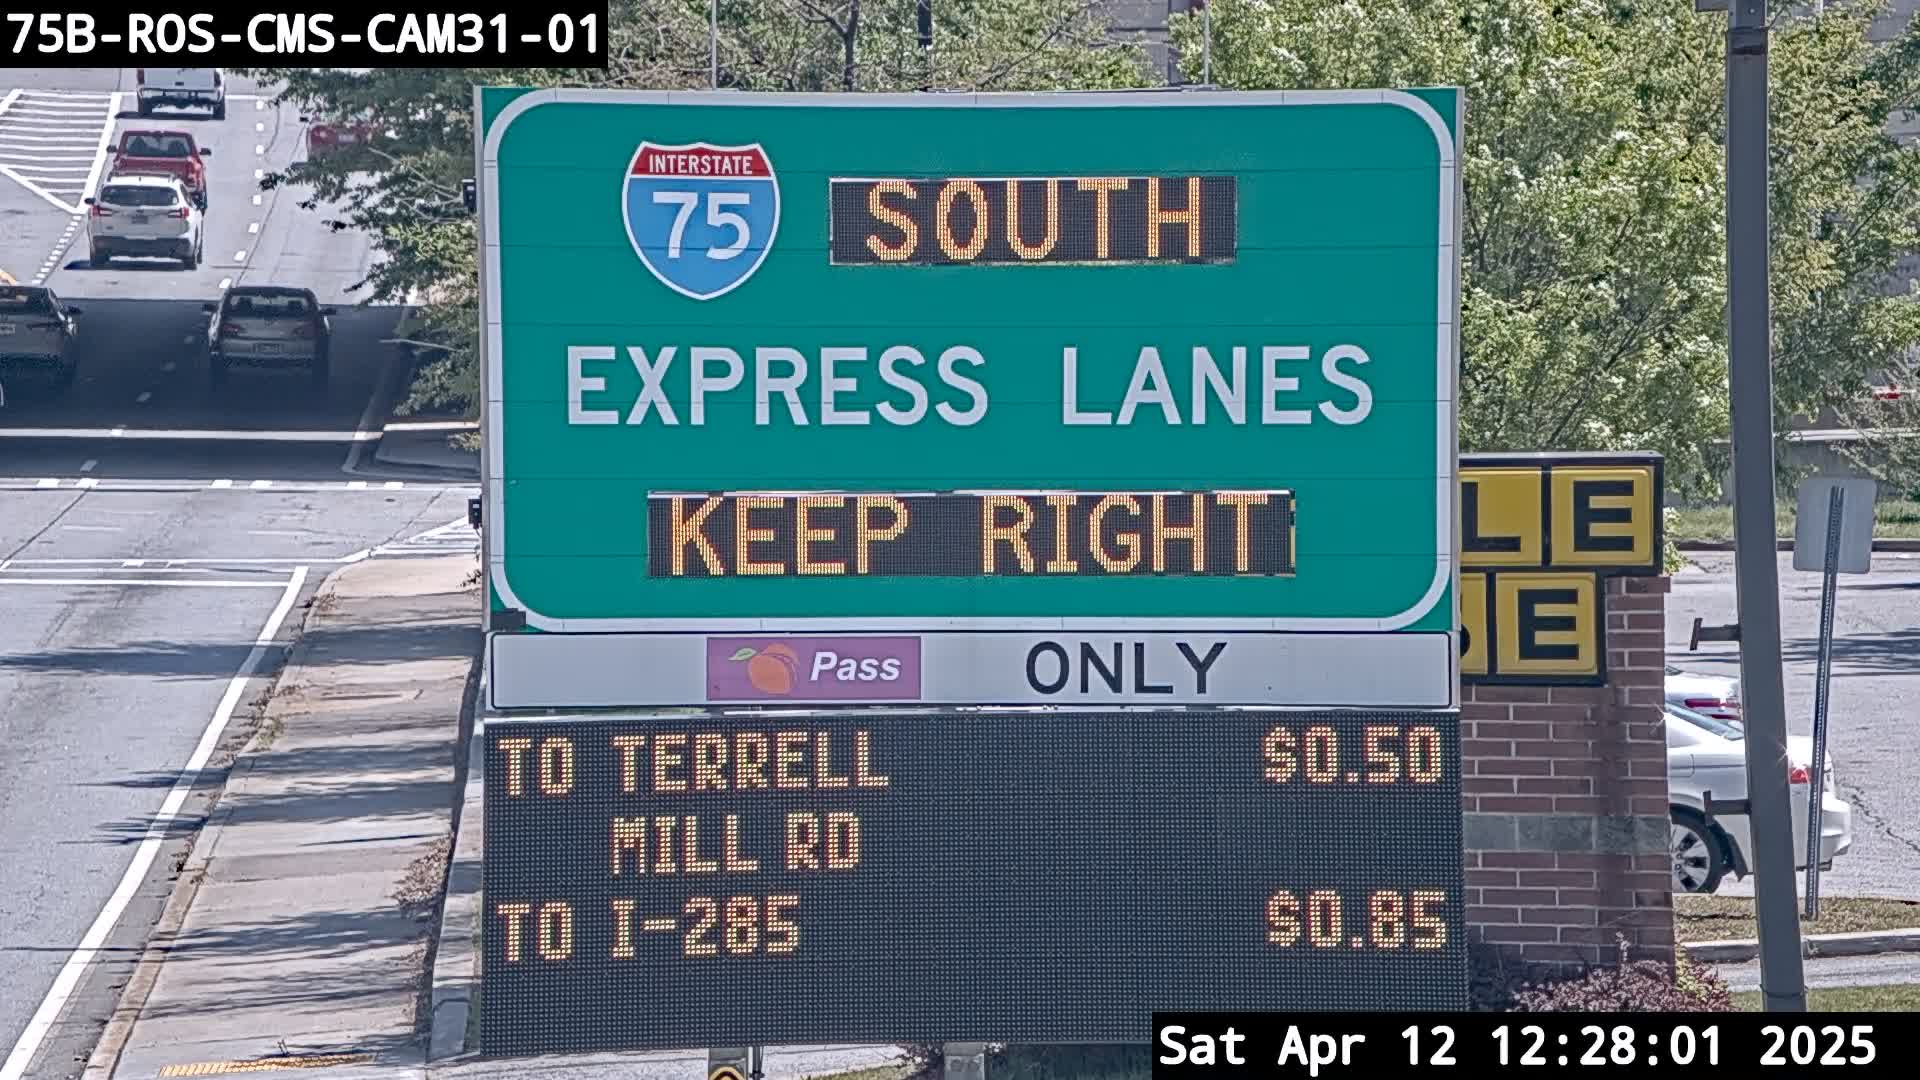 75B-ROS-CMS-CAM31-01
INTERSTATE
75
SOUTH
EXPRESS LANES
KEEP RIGHT
Pass ONLY
TO TERRELL $0.50
MILL RD
TO I-285 $0.85
LE
E
Sat Apr 12 12:28:01 2025